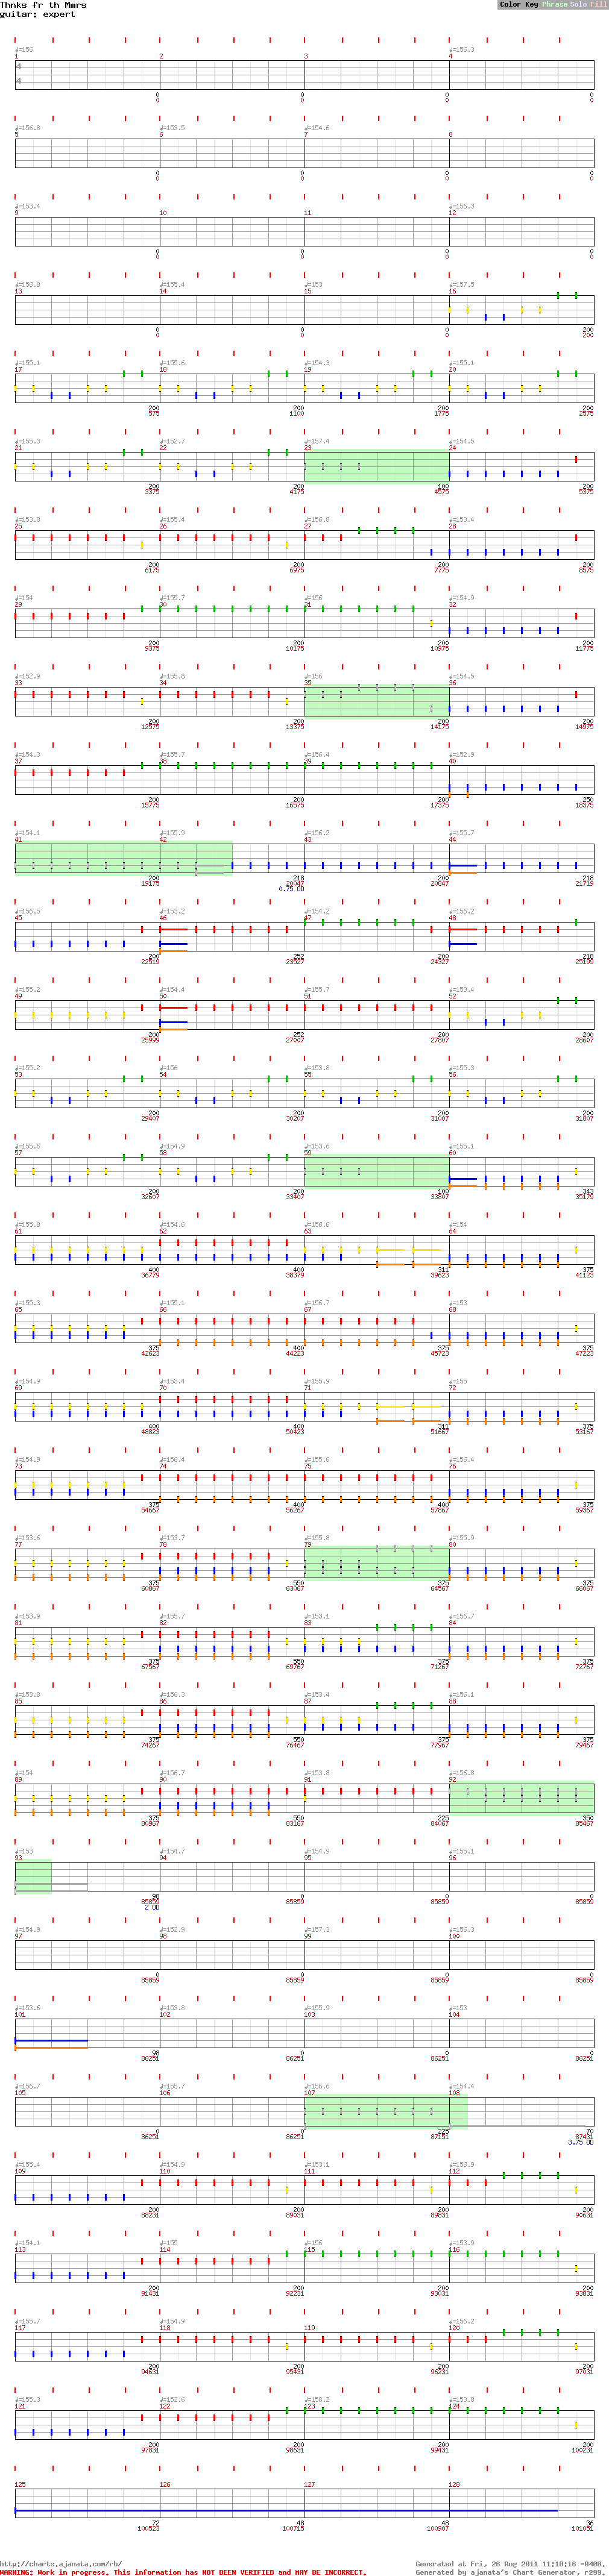 Thnks fr th Mmrs
Color Key Phrase Solo Fill
guitar: expert
♩=156 ♩=156.3
1 2 3 4
4
4
0 0 0 0
0 0 0 0
♩=156.8 ♩=153.5 ♩=154.6
5 6 7 8
0 0 0 0
0 0 0 0
♩=153.4 ♩=156.3
9 10 11 12
0 0 0 0
0 0 0 0
♩=156.8 ♩=155.4 ♩=153 ♩=157.5
13 14 15 16
0 0 0 200
0 0 0 200
♩=155.1 ♩=155.6 ♩=154.3 ♩=155.1
17 18 19 20
575 1100 1775 2575
♩=155.3 ♩=152.7 ♩=157.4 ♩=154.5
21 22 23 24
200 200 100 200
3375 4175 4575 5375
♩=153.8 ♩=155.4 ♩=156.8 ♩=153.4
25 26 27 28
200 200 200 200
6175 6975 7775 8575
♩=154 ♩=155.7 ♩=156 ♩=154.9
29 30 31 32
200 200 200 200
9375 10175 10975 11775
♩=152.9 ♩=155.8 ♩=156 ♩=154.5
33 34 35 36
200 200 200 200
12575 13375 14175 14975
♩=154.3 ♩=155.7 ♩=156.4 ♩=152.9
37 38 39 40
200 200 200 250
15775 16575 17375 18375
♩=154.1 ♩=155.9 ♩=156.2 ♩=155.7
41 42 43 44
200 218 200 218
19175 20047 20847 21719
0.75 OD
♩=156.5 ♩=153.2 ♩=154.2 ♩=156.2
45 46 47 48
200 252 200 218
22519 23527 24327 25199
♩=155.2 ♩=154.4 ♩=155.7 ♩=153.4
49 50 51 52
200 252 200 200
25999 27007 27807 28607
♩=155.2 ♩=156 ♩=153.8 ♩=155.3
53 54 55 56
200 200 200 200
29407 30207 31007 31807
♩=155.6 ♩=154.9 ♩=153.6 ♩=155.1
57 58 59 60
200 200 100 343
32607 33407 33807 35179
♩=155.8 ♩=154.6 ♩=156.6 ♩=154
61 62 63 64
400 400 311 375
36779 38379 39623 41123
♩=155.3 ♩=155.1 ♩=156.7 ♩=153
65 66 67 68
375 400 375 375
42623 44223 45723 47223
♩=154.9 ♩=153.4 ♩=155.9 ♩=155
69 70 71 72
400 400 311 375
48823 50423 51667 53167
♩=154.9 ♩=156.4 ♩=155.6 ♩=156.4
73 74 75 76
375 400 400 375
54667 56267 57867 59367
♩=153.6 ♩=153.7 ♩=155.8 ♩=155.9
77 78 79 80
375 550 375 375
60867 63067 64567 66067
♩=153.9 ♩=155.7 ♩=153.1 ♩=156.7
81 82 83 84
375 550 375 375
67567 69767 71267 72767
♩=153.8 ♩=156.3 ♩=153.4 ♩=156.1
85 86 87 88
375 550 375 375
74267 76467 77967 79467
♩=154 ♩=156.7 ♩=153.8 ♩=156.8
89 90 91 92
375 550 225 350
80967 83167 84067 85467
♩=153 ♩=154.7 ♩=154.9 ♩=155.1
93 94 95 96
98 0 0 0
85859 85859 85859 85859
2 OD
♩=154.9 ♩=152.9 ♩=157.3 ♩=156.3
97 98 99 100
0 0 0 0
85859 85859 85859 85859
♩=153.6 ♩=153.8 ♩=155.9 ♩=153
101 102 103 104
98 0 0 0
86251 86251 86251 86251
♩=156.7 ♩=155.7 ♩=156.6 ♩=154.4
105 106 107 108
0 0 225 70
86251 86251 87151 87431
3.75 OD
♩=155.4 ♩=154.9 ♩=153.1 ♩=156.9
109 110 111 112
200 200 200 200
88231 89031 89831 90631
♩=154.1 ♩=155 ♩=156 ♩=153.9
113 114 115 116
200 200 200 200
91431 92231 93031 93831
♩=155.7 ♩=154.9 ♩=156.2
117 118 119 120
200 200 200 200
94631 95431 96231 97031
♩=155.3 ♩=152.6 ♩=158.2 ♩=153.8
121 122 123 124
200 200 200 200
97831 98631 99431 100231
125 126 127 128
72 48 48 36
100523 100715 100907 101051
http://charts.ajanata.com/rb/ Generated at Fri, 26 Aug 2011 11:10:16 -0400.
WARNING: Work in progress. This information has NOT BEEN VERIFIED and MAY BE INCORRECT. Generated by ajanata's Chart Generator, r299.